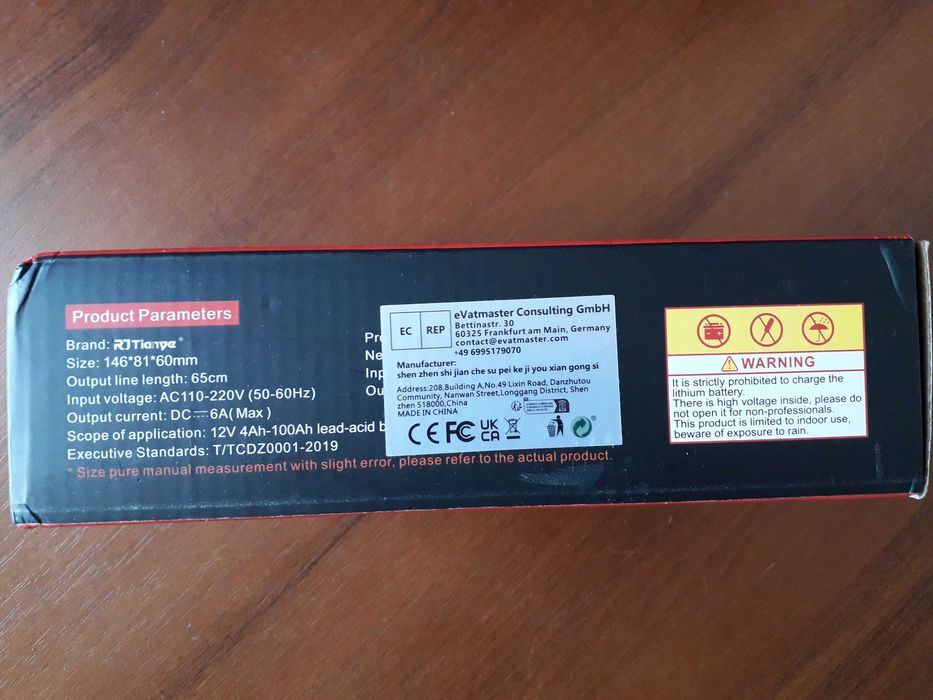 Product Parameters
Brand: RJTianye
Size: 146*81*60mm
Output line length: 65cm
Input voltage: AC110-220V (50-60Hz)
Output current: DC⎓6A( Max )
Scope of application: 12V 4Ah-100Ah lead-acid b
Executive Standards: T/TCDZ0001-2019
* Size pure manual measurement with slight error, please refer to the actual product.
Pr
Ne
Inp
Ou
EC REP
eVatmaster Consulting GmbH
Bettinastr. 30
60325 Frankfurt am Main, Germany
contact@evatmaster.com
+49 6995179070
Manufacturer:
shen zhen shi jian che su pei ke ji you xian gong si
Address:208,Building A,No.49 Lixin Road, Danzhutou
Community, Nanwan Street,Longgang District, Shen
zhen 518000,China
MADE IN CHINA
CE FC UK
CA
WARNING
It is strictly prohibited to charge the
lithium battery.
There is high voltage inside, please do
not open it for non-professionals.
This product is limited to indoor use,
beware of exposure to rain.